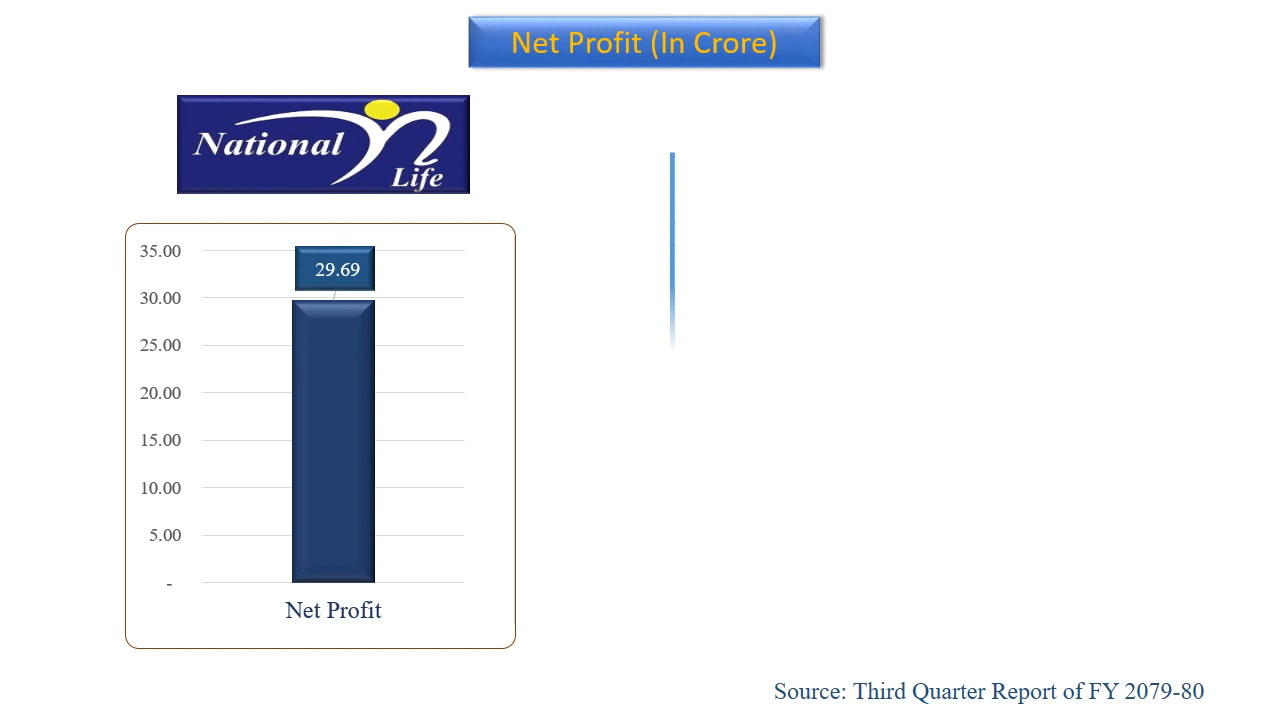 Net Profit (In Crore)
National
Life
35.00
29.69
30.00
25.00
20.00
15.00
10.00
5.00
-
Net Profit
Source: Third Quarter Report of FY 2079-80